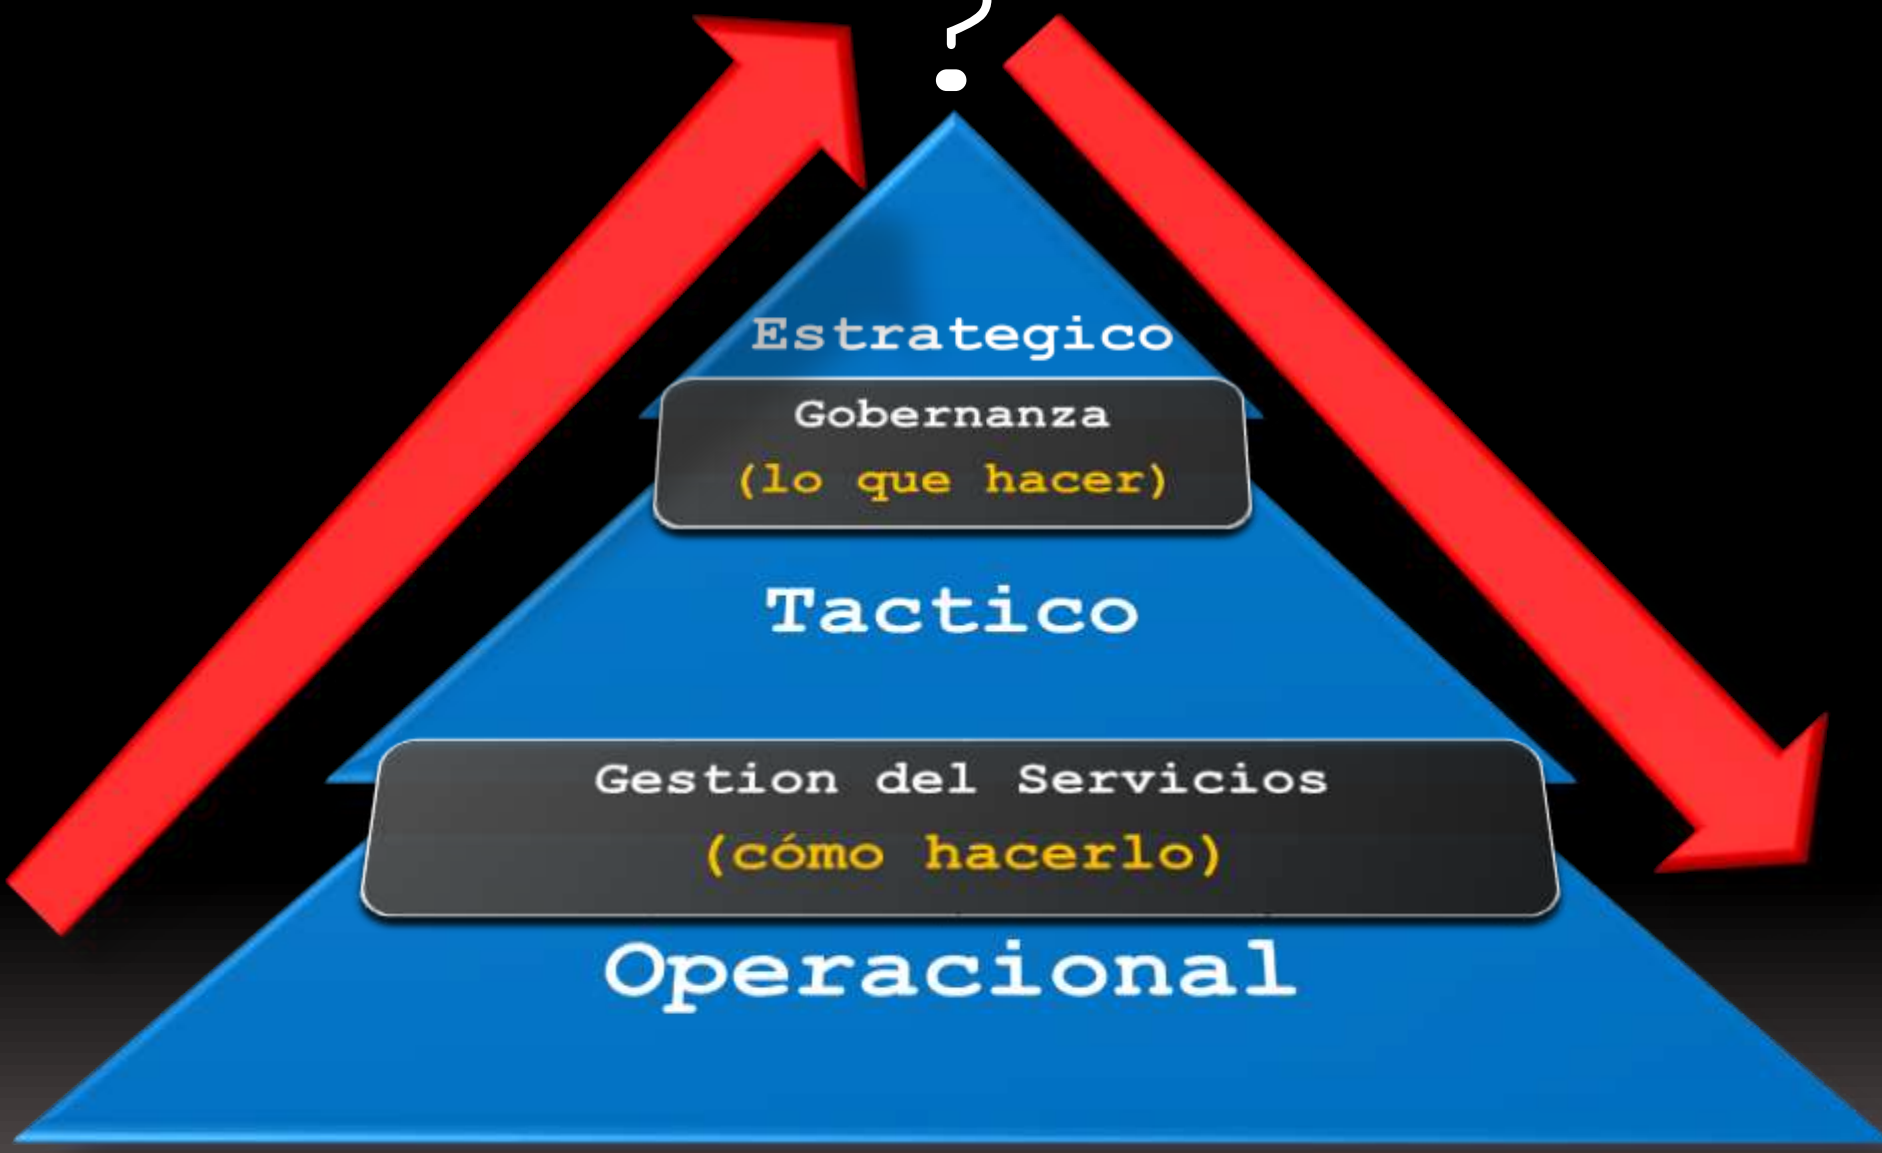 ?
Estrategico
Gobernanza
(lo que hacer)
Tactico
Gestion del Servicios
(cómo hacerlo)
Operacional